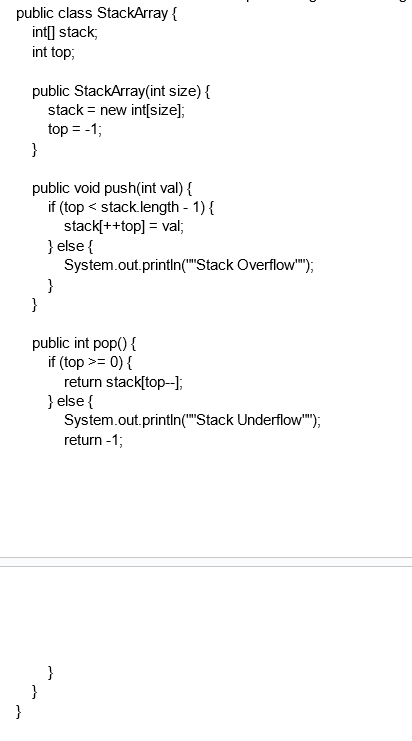 public class StackArray {
int[] stack;
int top;
public StackArray(int size) {
stack = new int[size];
top = -1;
}
public void push(int val) {
if (top < stack.length - 1) {
stack[++top] = val;
} else {
System.out.println(""Stack Overflow"");
}
}
public int pop() {
if (top >= 0) {
return stack[top--];
} else {
System.out.println(""Stack Underflow"");
return -1;
}
}
}